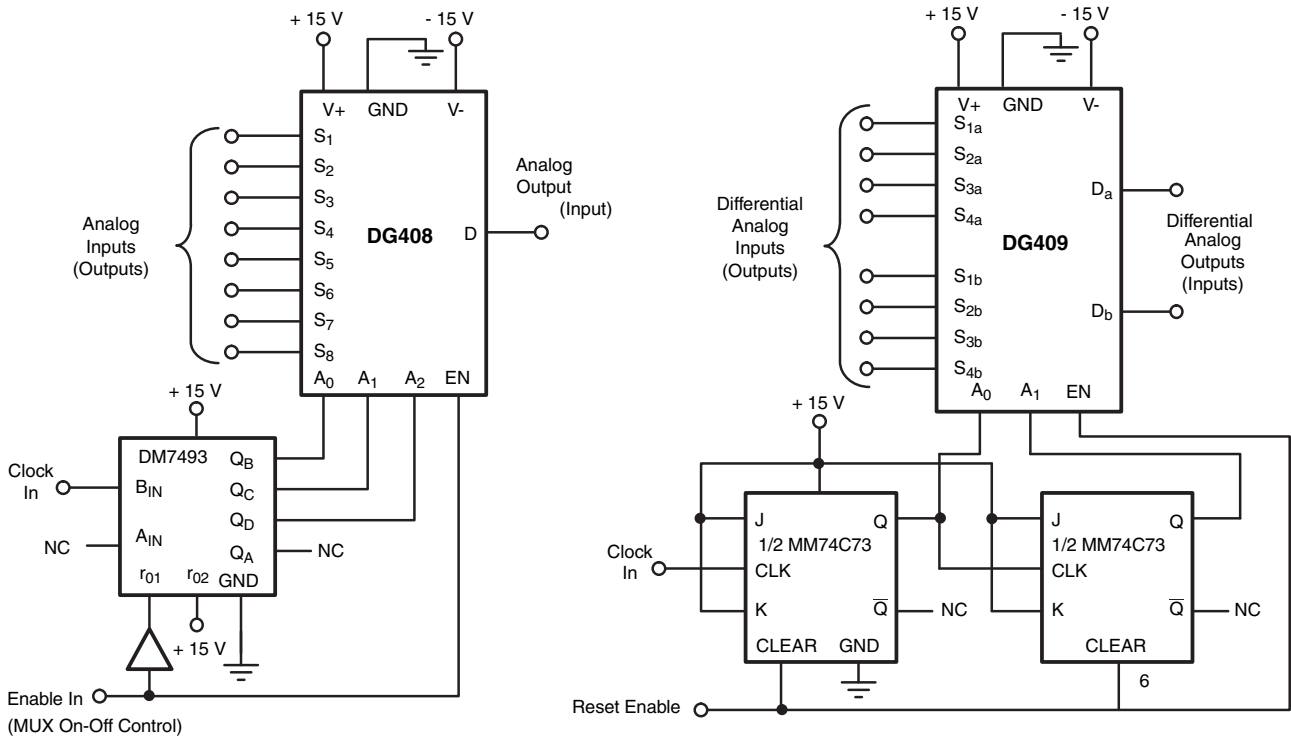 + 15 V
- 15 V
V+
GND
V-
S1
S2
S3
S4
S5
S6
S7
S8
Analog
Inputs
(Outputs)
DG408
D
Analog
Output
(Input)
A0
A1
A2
EN
+ 15 V
DM7493
QB
QC
QD
QA
NC
Clock
In
BIN
NC
AIN
r01
r02
GND
+ 15 V
Enable In
(MUX On-Off Control)
+ 15 V
- 15 V
V+
GND
V-
S1a
S2a
S3a
S4a
S1b
S2b
S3b
S4b
Differential
Analog
Inputs
(Outputs)
DG409
Da
Db
Differential
Analog
Outputs
(Inputs)
A0
A1
EN
+ 15 V
J
Q
1/2 MM74C73
Clock
In
CLK
K
Q
NC
CLEAR
GND
J
Q
1/2 MM74C73
CLK
K
Q
NC
CLEAR
6
Reset Enable